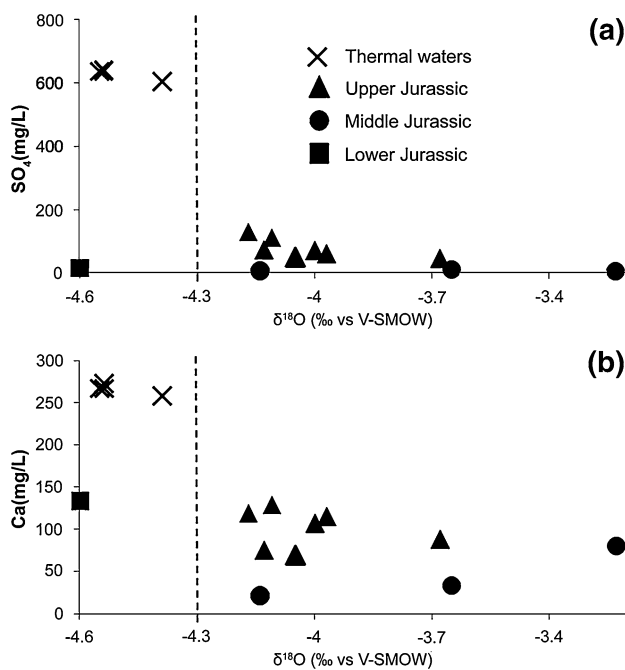 (a)
800
600
400
200
0
SO4(mg/L)
Thermal waters
Upper Jurassic
Middle Jurassic
Lower Jurassic
-4.6 -4.3 -4 -3.7 -3.4
δ¹⁸O (‰ vs V-SMOW)
(b)
300
250
200
150
100
50
0
Ca(mg/L)
-4.6 -4.3 -4 -3.7 -3.4
δ¹⁸O (‰ vs V-SMOW)